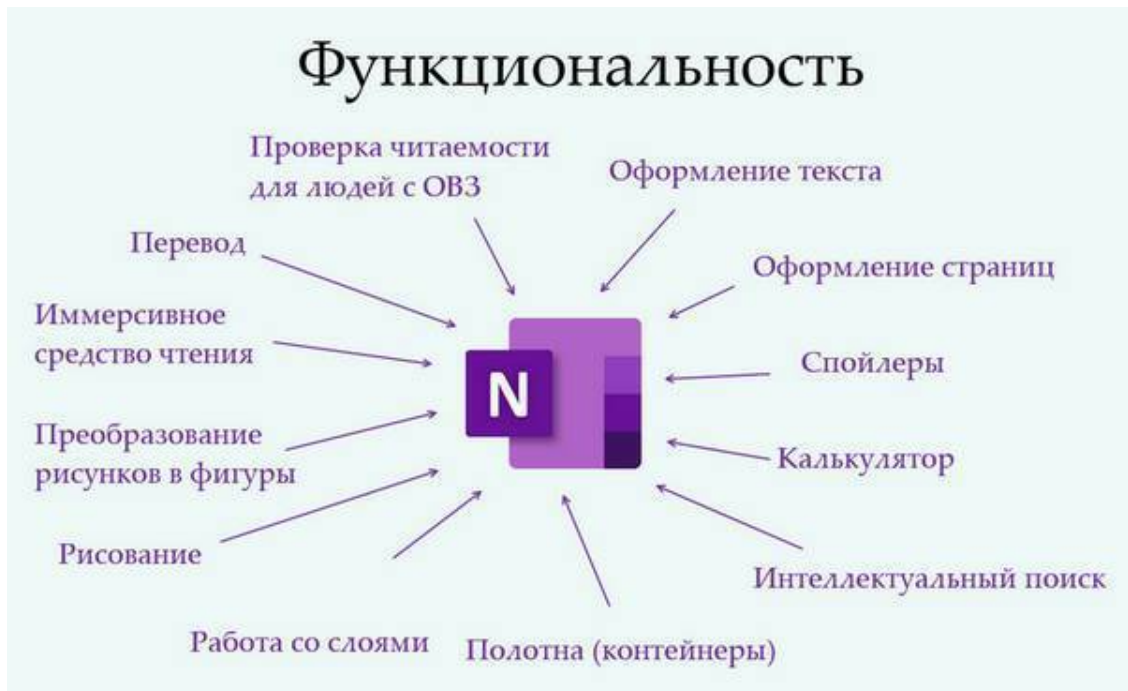 Функциональность
Проверка читаемости
для людей с ОВЗ
Оформление текста
Перевод
Оформление страниц
Иммерсивное
средство чтения
Спойлеры
N
Преобразование
рисунков в фигуры
Калькулятор
Рисование
Интеллектуальный поиск
Работа со слоями
Полотна (контейнеры)